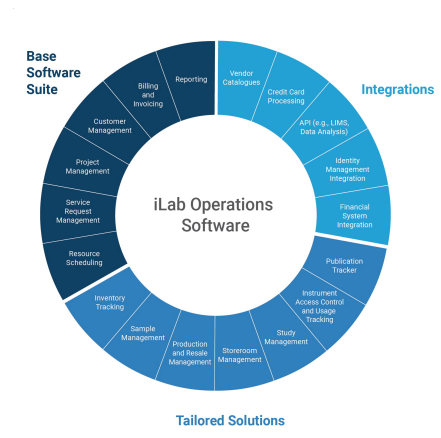 Base
Software
Suite
Integrations
Tailored Solutions
iLab Operations
Software
Reporting
Billing
and
Invoicing
Customer
Management
Project
Management
Service
Request
Management
Resource
Scheduling
Vendor
Catalogues
Credit Card
Processing
API (e.g., LIMS,
Data Analysis)
Identity
Management
Integration
Financial
System
Integration
Publication
Tracker
Instrument
Access Control
and Usage
Tracking
Study
Management
Storeroom
Management
Production
and Resale
Management
Sample
Management
Inventory
Tracking